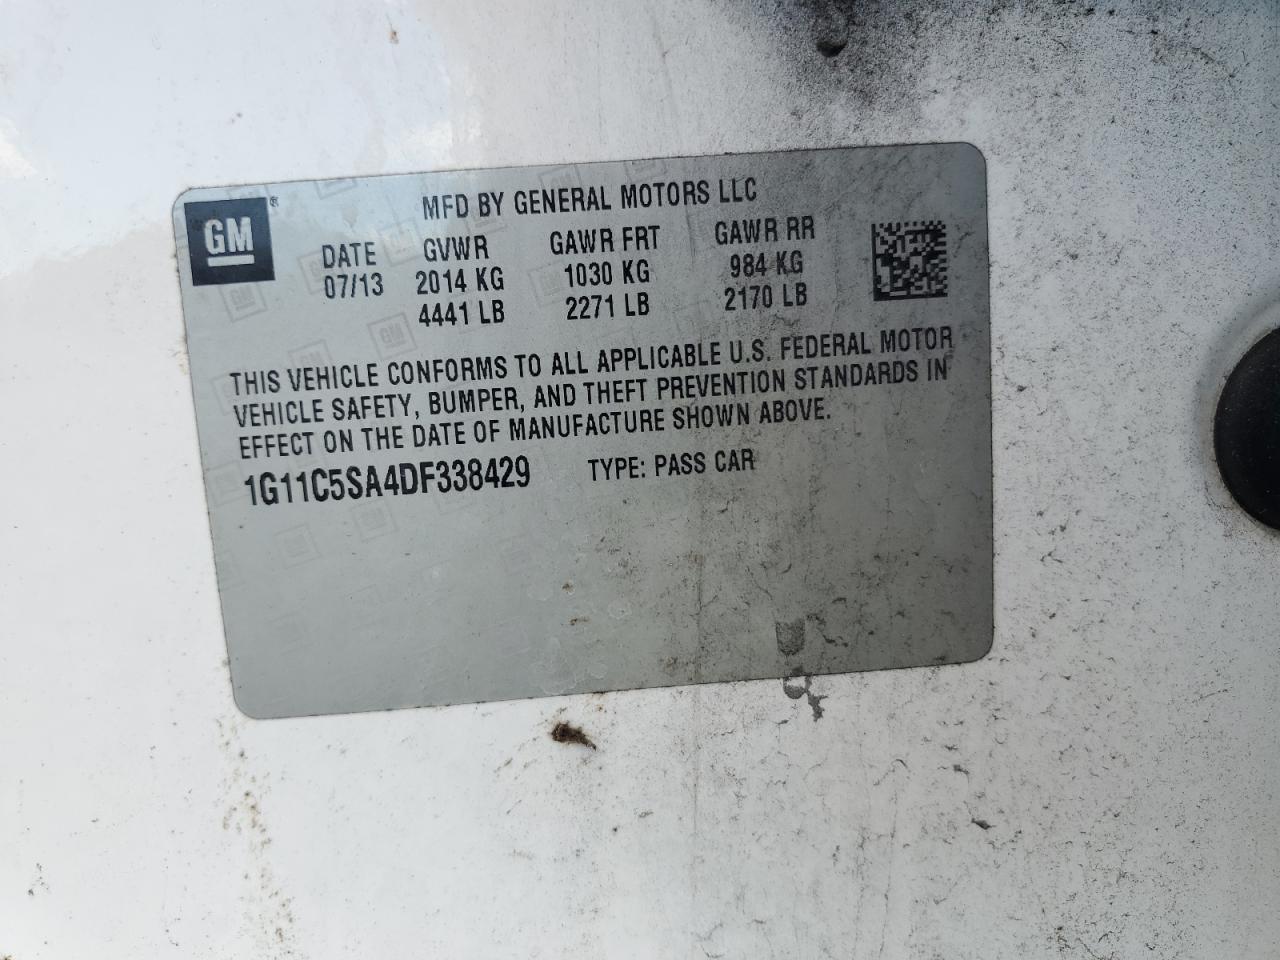 GM ®
MFD BY GENERAL MOTORS LLC
DATE GVWR GAWR FRT GAWR RR
07/13 2014 KG 1030 KG 984 KG
4441 LB 2271 LB 2170 LB
THIS VEHICLE CONFORMS TO ALL APPLICABLE U.S. FEDERAL MOTOR
VEHICLE SAFETY, BUMPER, AND THEFT PREVENTION STANDARDS IN
EFFECT ON THE DATE OF MANUFACTURE SHOWN ABOVE.
1G11C5SA4DF338429 TYPE: PASS CAR